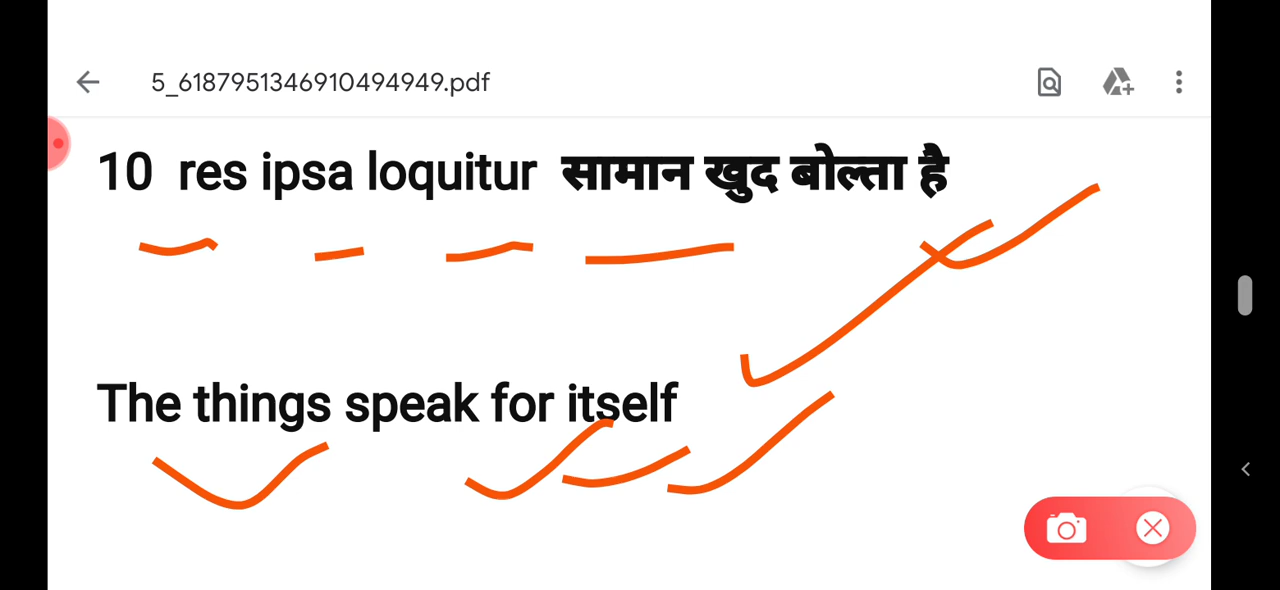 5_6187951346910494949.pdf
10 res ipsa loquitur सामान खुद बोल्ता है
The things speak for itself